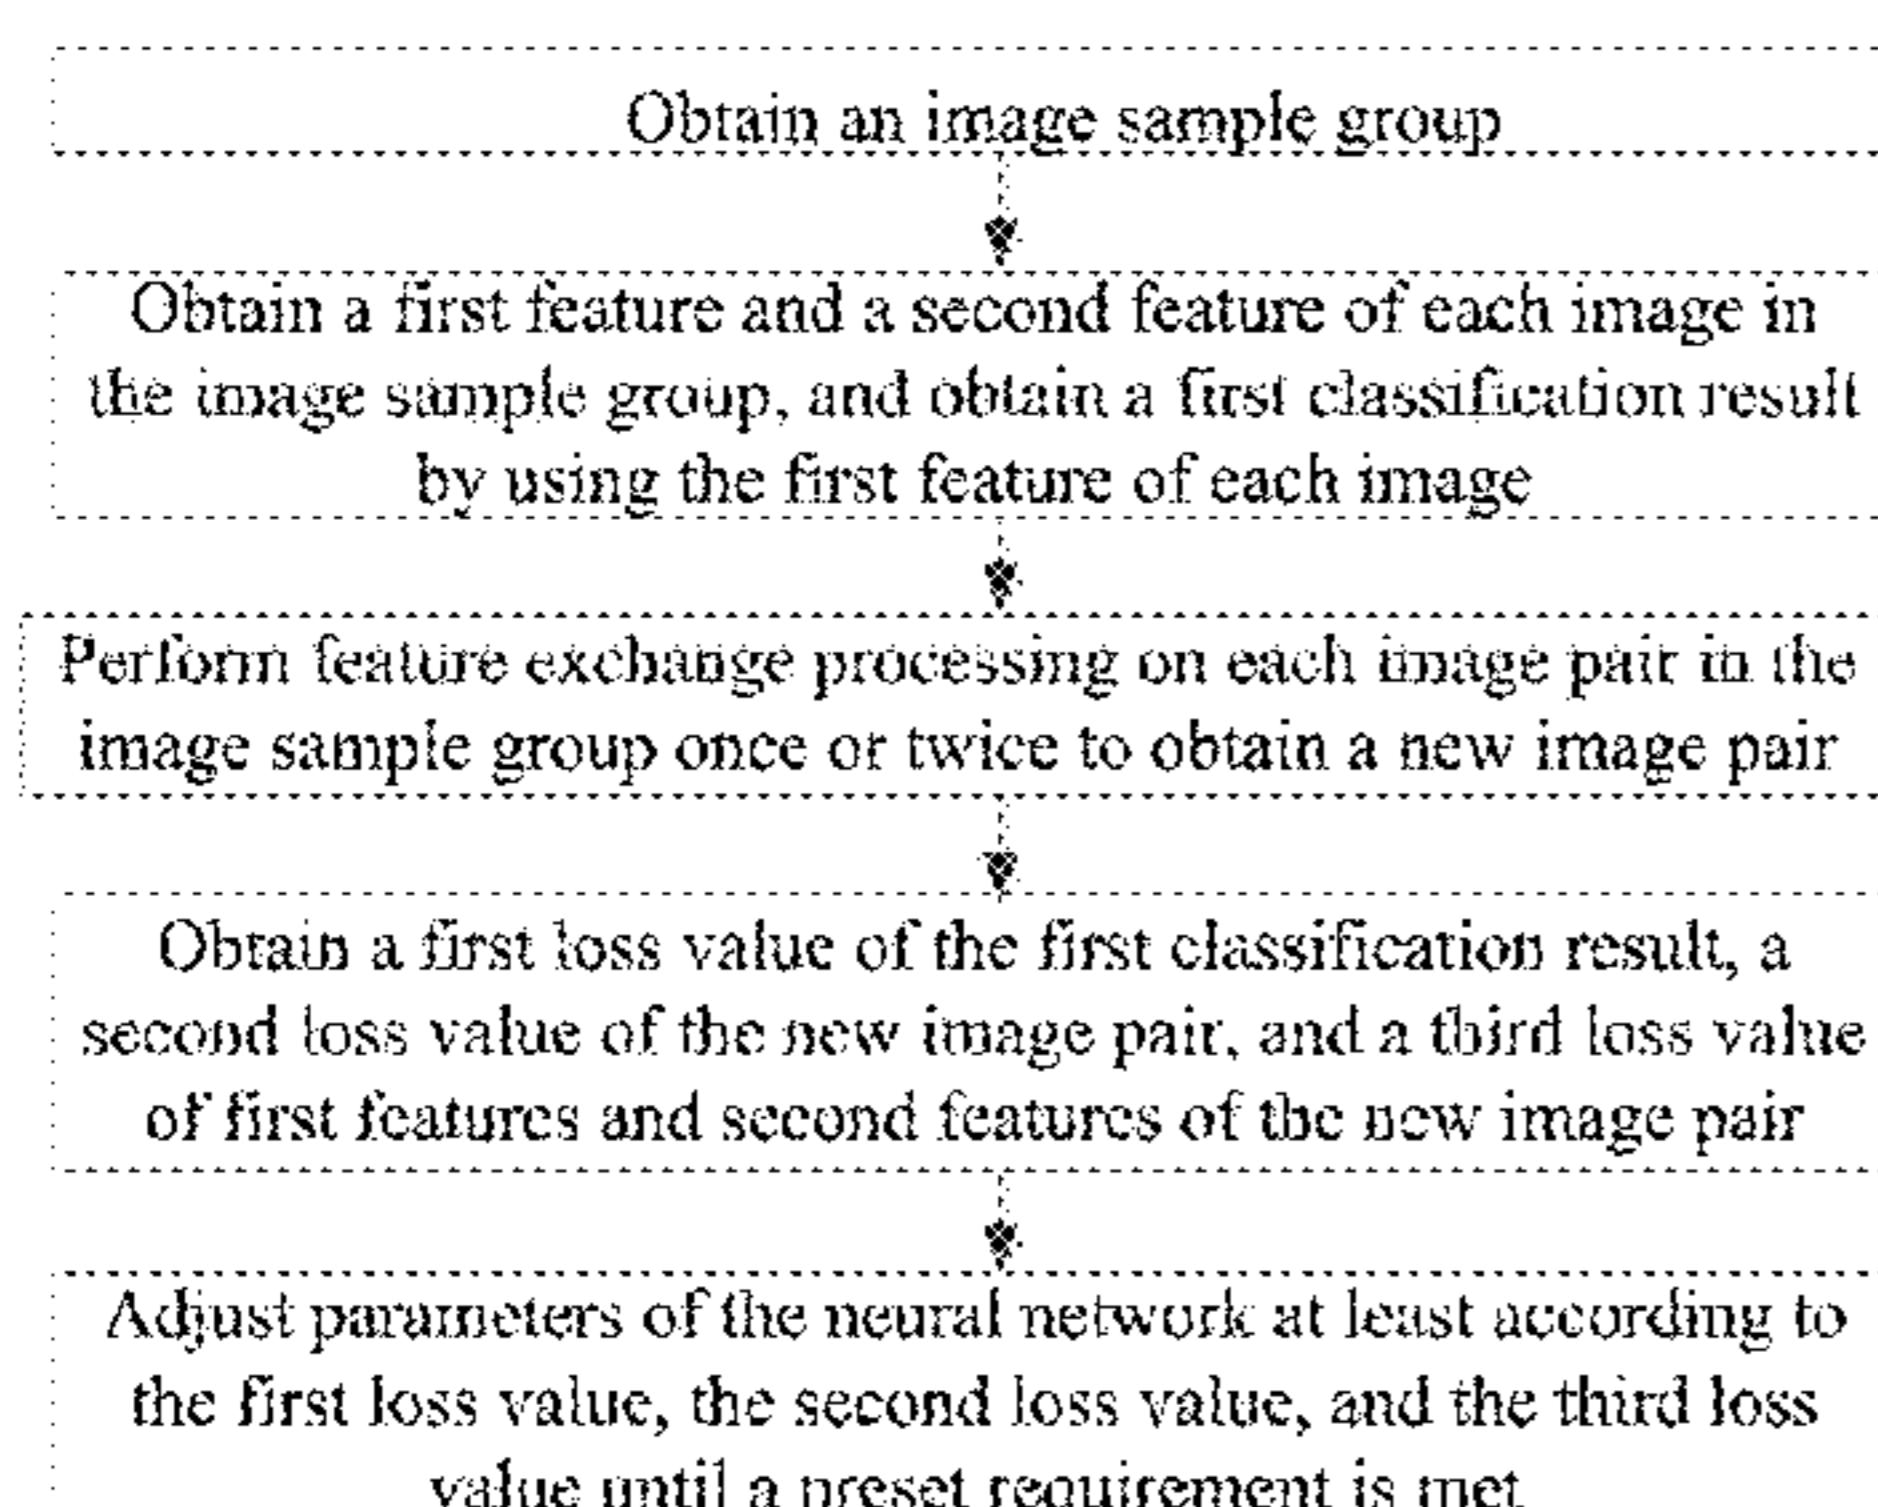 Obtain an image sample group
Obtain a first feature and a second feature of each image in
the image sample group, and obtain a first classification result
by using the first feature of each image
Perform feature exchange processing on each image pair in the
image sample group once or twice to obtain a new image pair
Obtain a first loss value of the first classification result, a
second loss value of the new image pair, and a third loss value
of first features and second features of the new image pair
Adjust parameters of the neural network at least according to
the first loss value, the second loss value, and the third loss
value until a preset requirement is met